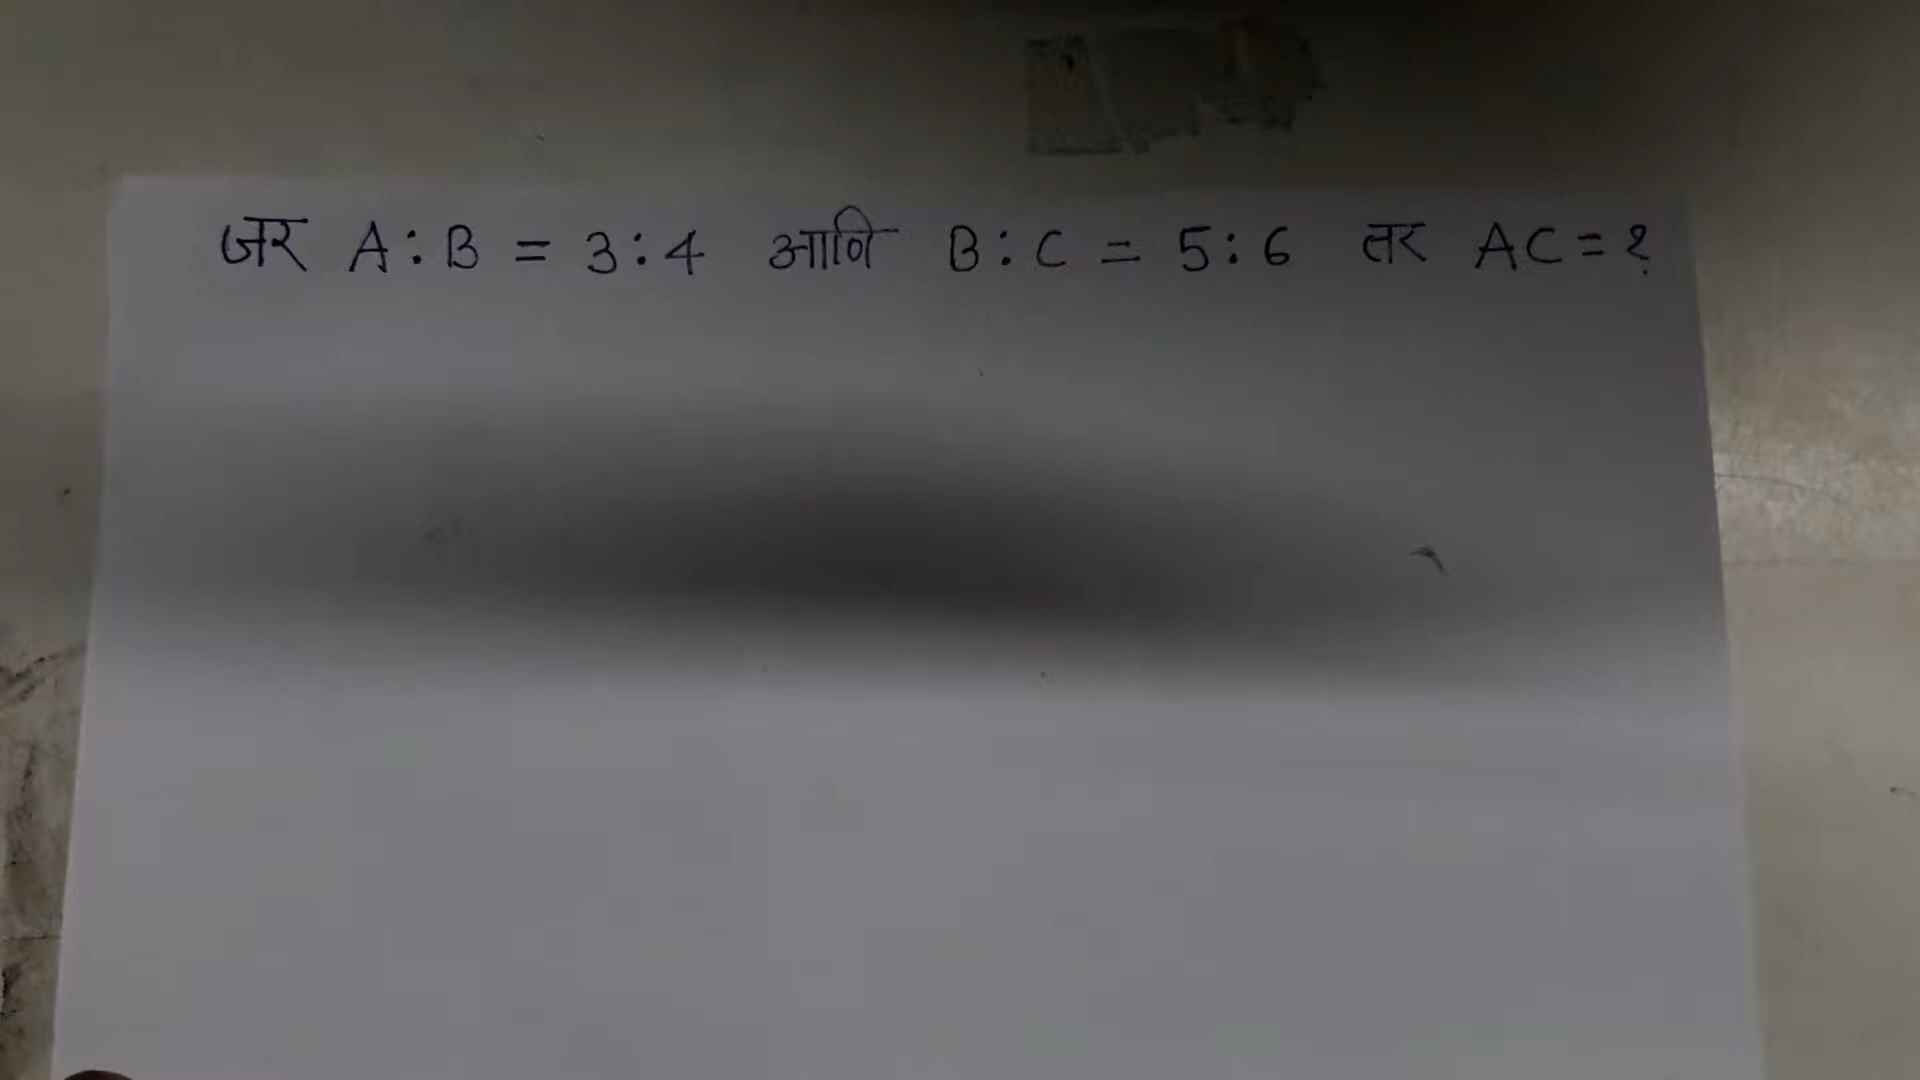 जर A:B = 3:4 आणि B:C = 5:6 तर AC=?